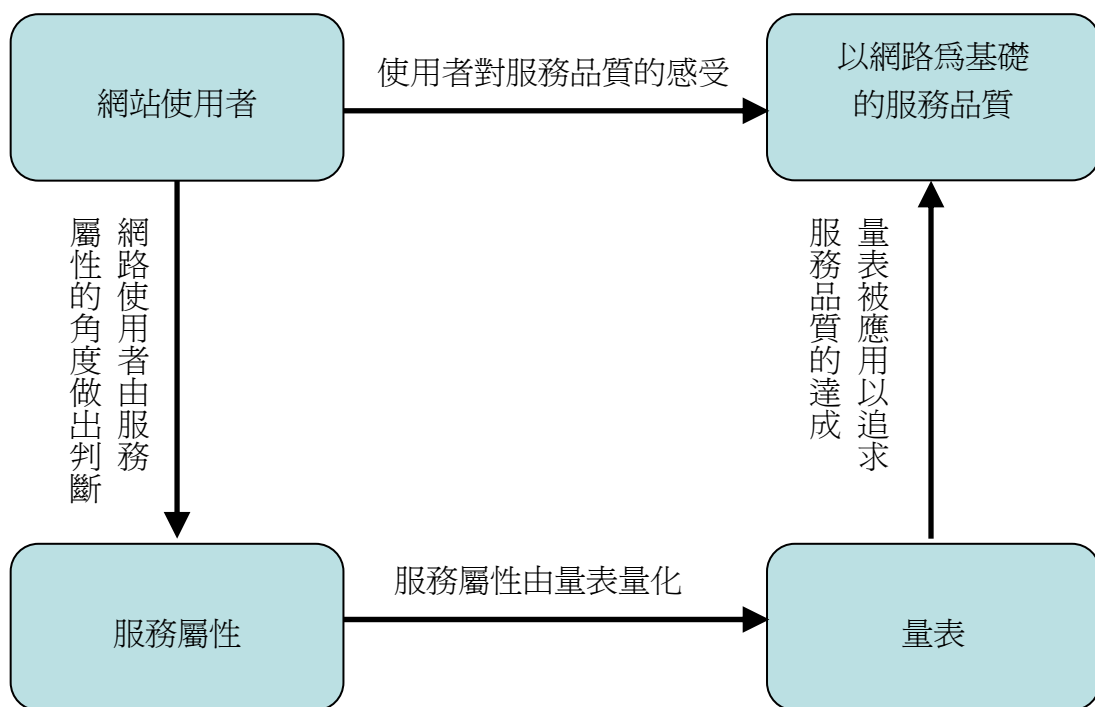 網站使用者
使用者對服務品質的感受
以網路爲基礎
的服務品質
網路使用者由服務
屬性的角度做出判斷
量表被應用以追求
服務品質的達成
服務屬性
服務屬性由量表量化
量表